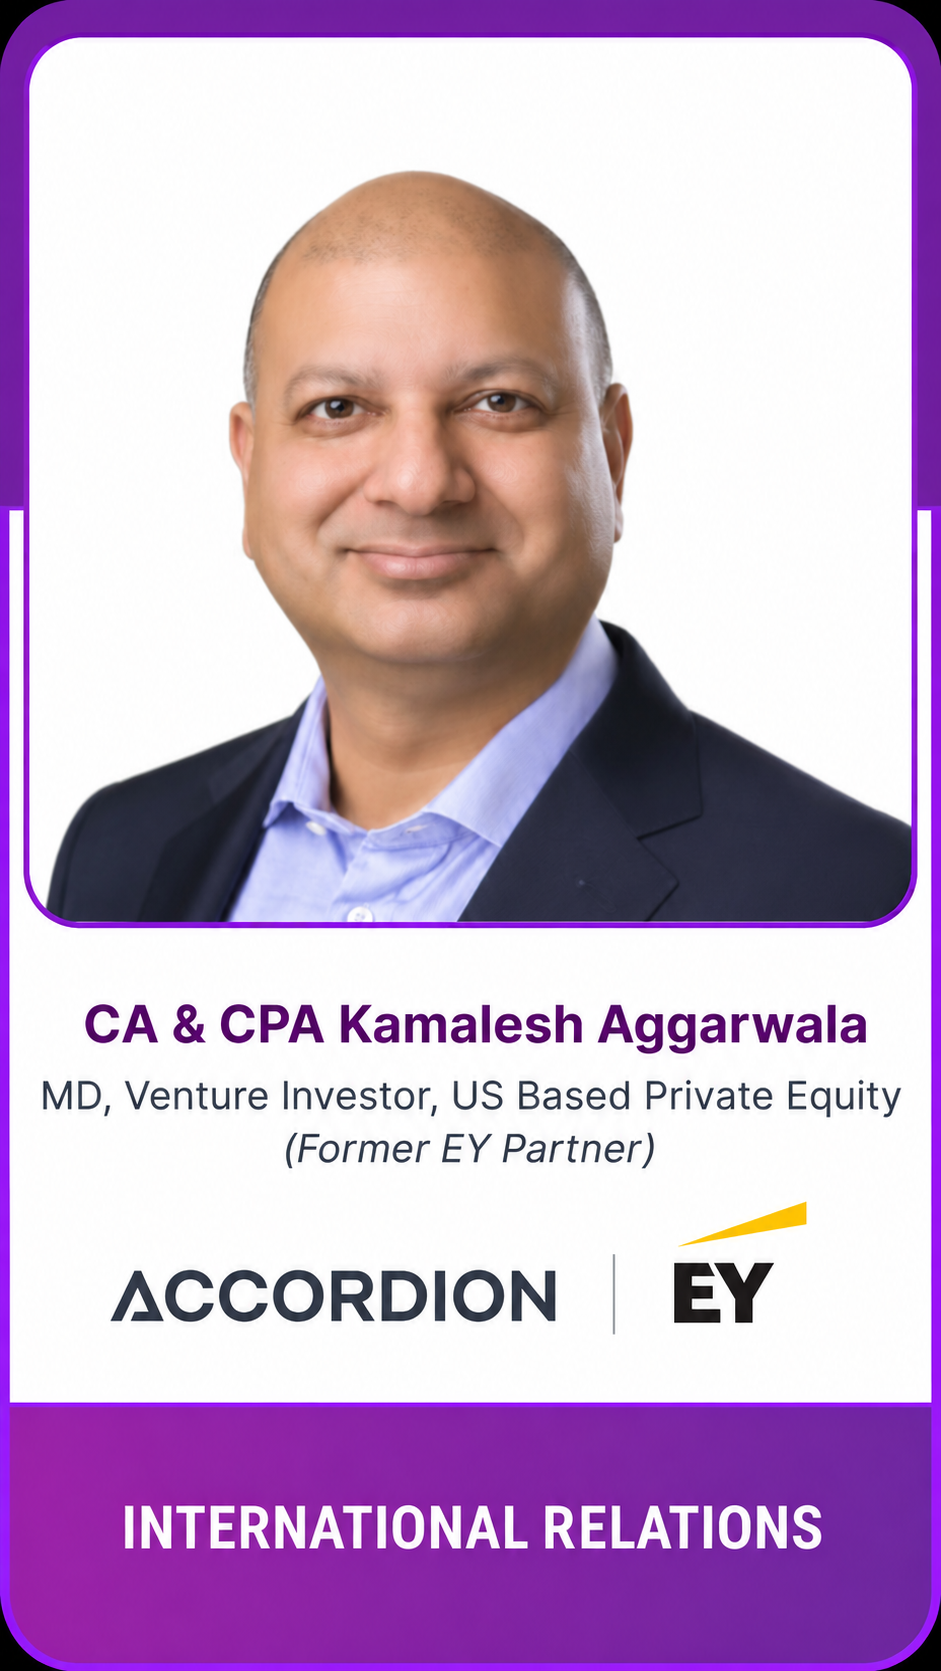 CA & CPA Kamalesh Aggarwala
MD, Venture Investor, US Based Private Equity
(Former EY Partner)
ACCORDION
EY
INTERNATIONAL RELATIONS